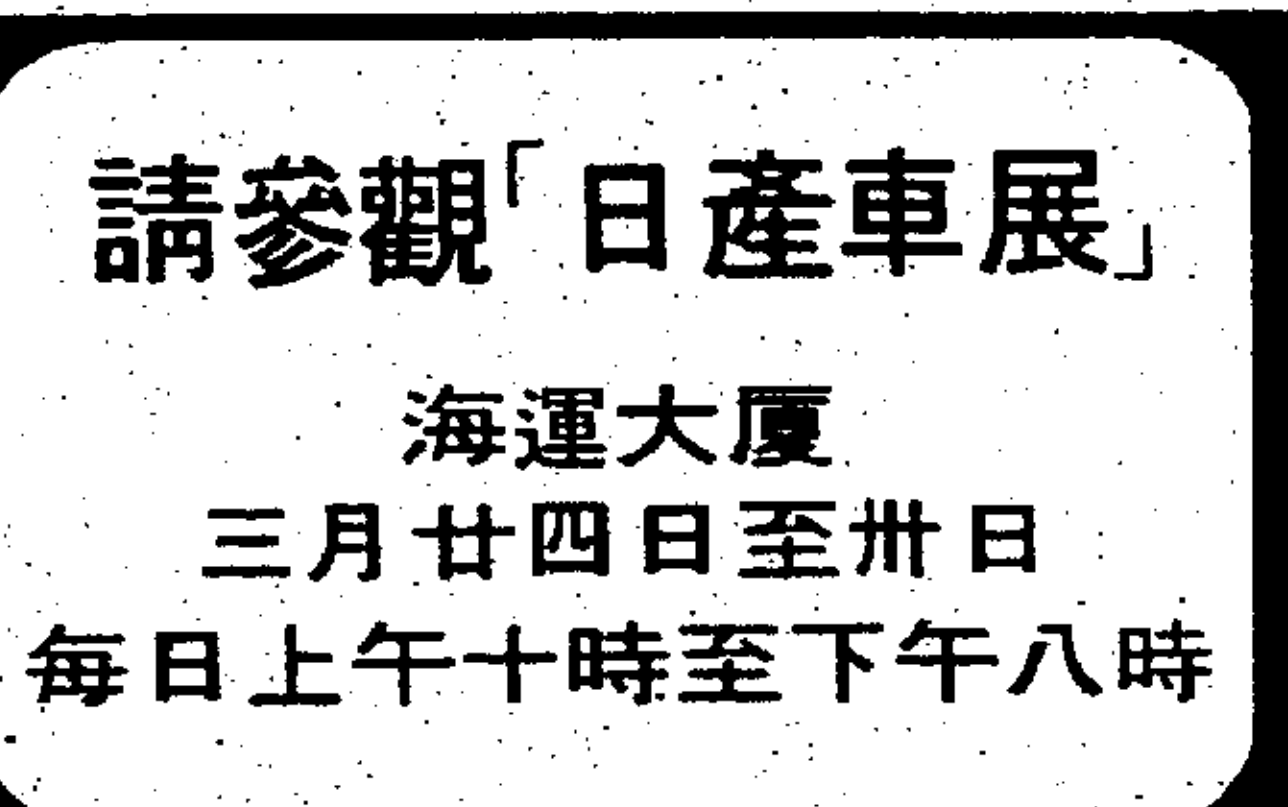 請參觀「日產車展」
海運大厦
三月廿四日至卅日
每日上午十時至下午八時